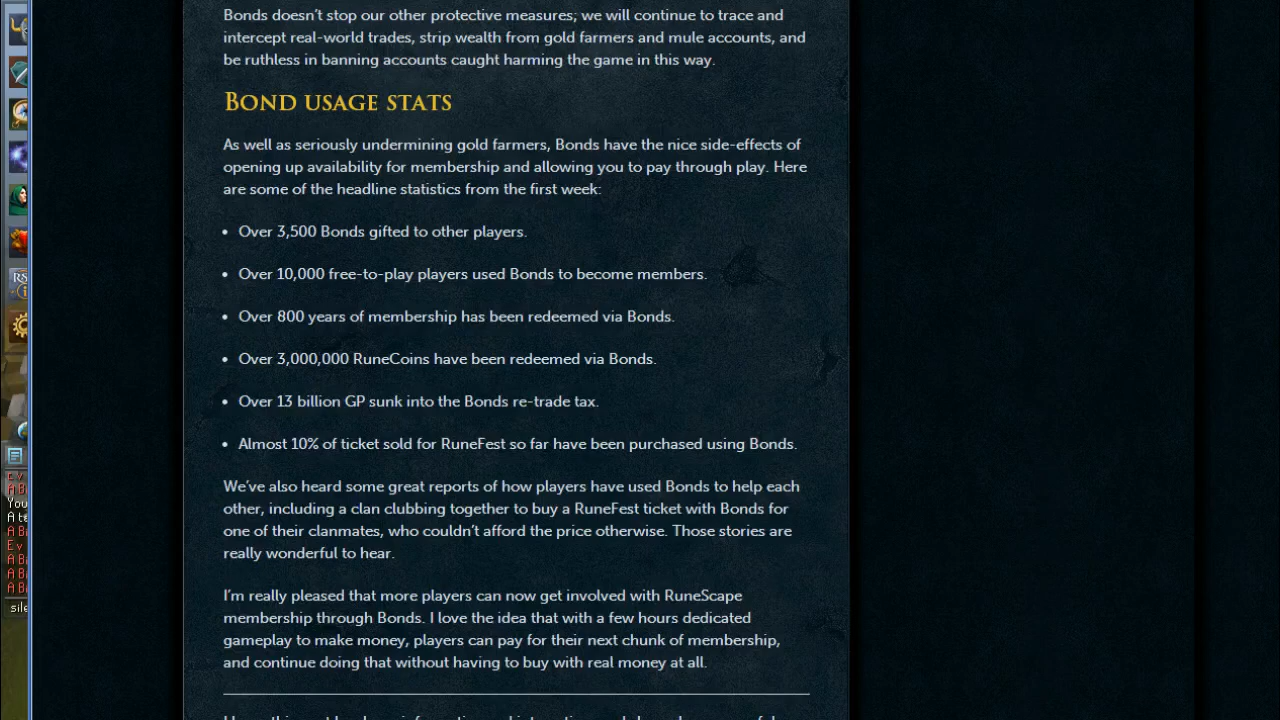 Bonds doesn't stop our other protective measures; we will continue to trace and
intercept real-world trades, strip wealth from gold farmers and mule accounts, and
be ruthless in banning accounts caught harming the game in this way.
BOND USAGE STATS
As well as seriously undermining gold farmers, Bonds have the nice side-effects of
opening up availability for membership and allowing you to pay through play. Here
are some of the headline statistics from the first week:
• Over 3,500 Bonds gifted to other players.
• Over 10,000 free-to-play players used Bonds to become members.
• Over 800 years of membership has been redeemed via Bonds.
• Over 3,000,000 RuneCoins have been redeemed via Bonds.
• Over 13 billion GP sunk into the Bonds re-trade tax.
• Almost 10% of ticket sold for RuneFest so far have been purchased using Bonds.
We've also heard some great reports of how players have used Bonds to help each
other, including a clan clubbing together to buy a RuneFest ticket with Bonds for
one of their clanmates, who couldn't afford the price otherwise. Those stories are
really wonderful to hear.
I'm really pleased that more players can now get involved with RuneScape
membership through Bonds. I love the idea that with a few hours dedicated
gameplay to make money, players can pay for their next chunk of membership,
and continue doing that without having to buy with real money at all.
RS
Ev
A B
You
A te
A B
Ev
A B
A B
A B
sile